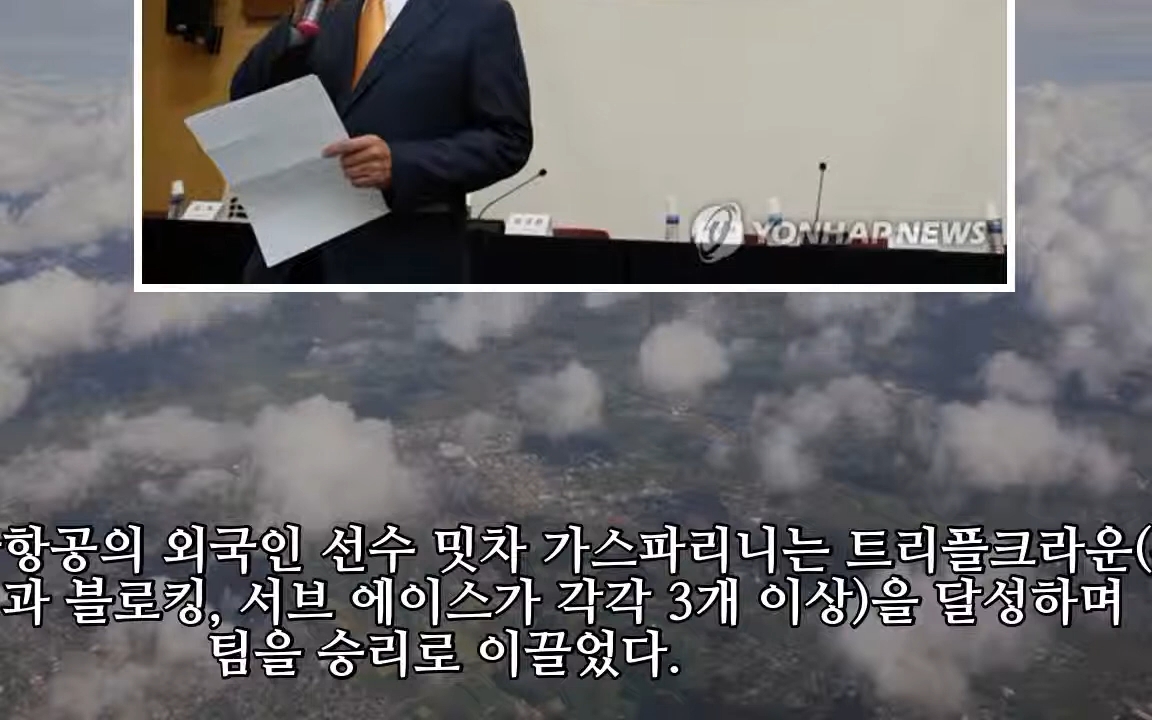 YONHAPNEWS
항공의 외국인 선수 밋차 가스파리니는 트리플크라운(
과 블로킹, 서브 에이스가 각각 3개 이상)을 달성하며
팀을 승리로 이끌었다.